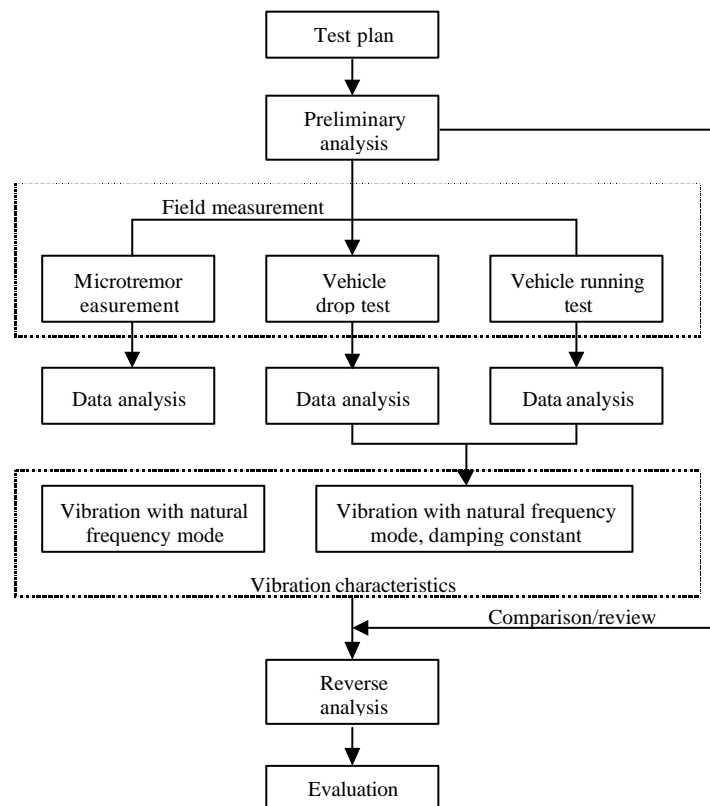 Test plan
Preliminary
analysis
Field measurement
Microtremor
easurement
Vehicle
drop test
Vehicle running
test
Data analysis
Data analysis
Data analysis
Vibration with natural
frequency mode
Vibration with natural frequency
mode, damping constant
Vibration characteristics
Comparison/review
Reverse
analysis
Evaluation